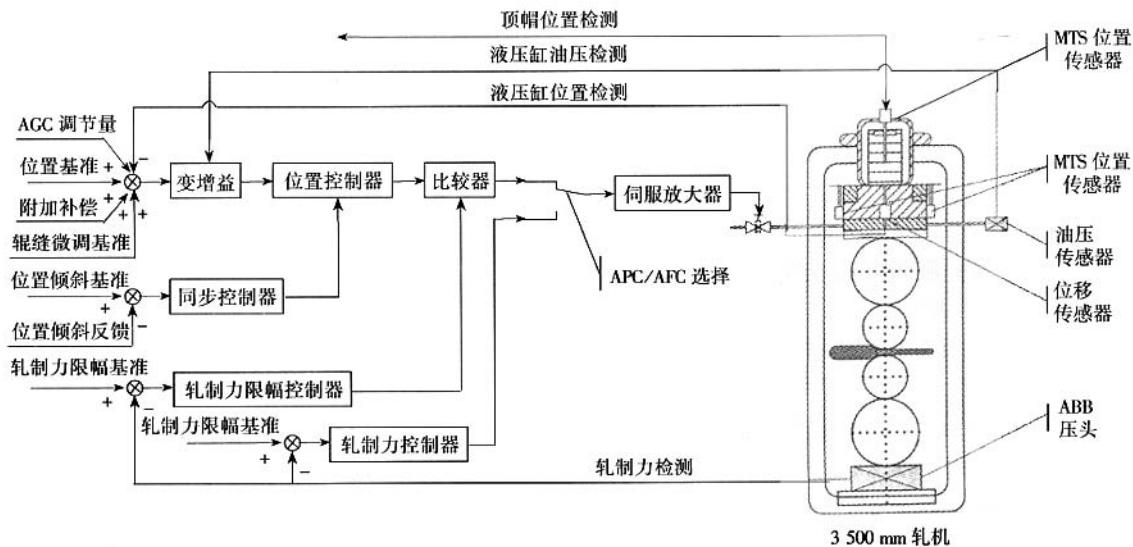 顶帽位置检测
液压缸油压检测
液压缸位置检测
MTS 位置
传感器
AGC 调节量
位置基准
附加补偿
辊缝微调基准
变增益
位置控制器
比较器
伺服放大器
MTS 位置
传感器
油压
传感器
位移
传感器
APC/AFC 选择
位置倾斜基准
同步控制器
位置倾斜反馈
轧制力限幅基准
轧制力限幅控制器
轧制力限幅基准
轧制力控制器
轧制力检测
ABB
压头
3 500 mm 轧机